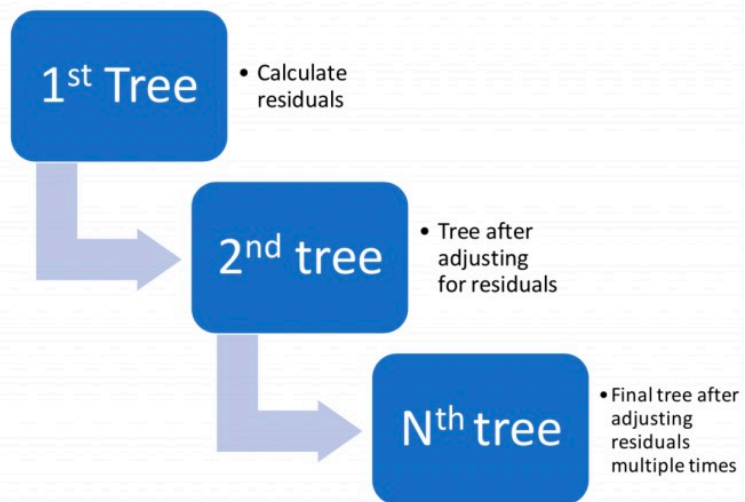 1st Tree
• Calculate
residuals
2nd tree
• Tree after
adjusting
for residuals
Nth tree
• Final tree after
adjusting
residuals
multiple times